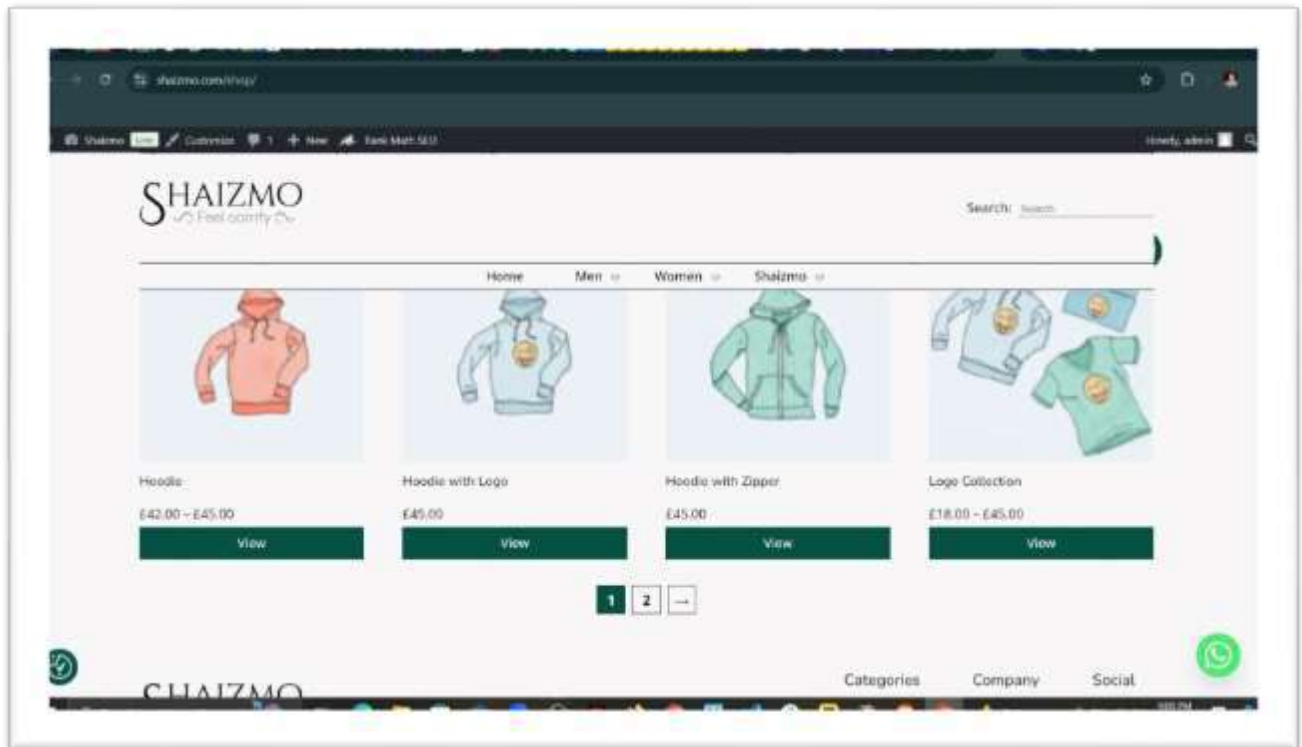 shaizmo.com/shop/
Shaizmo Live Customize 1 New Rank Math SEO Howdy, admin
SHAIZMO
Feel comfy
Search: Search
Home Men Women Shaizmo
Hoodie Hoodie with Logo Hoodie with Zipper Logo Collection
£42.00 – £45.00 £45.00 £45.00 £18.00 – £45.00
View View View View
1 2 →
SHAIZMO
Categories Company Social